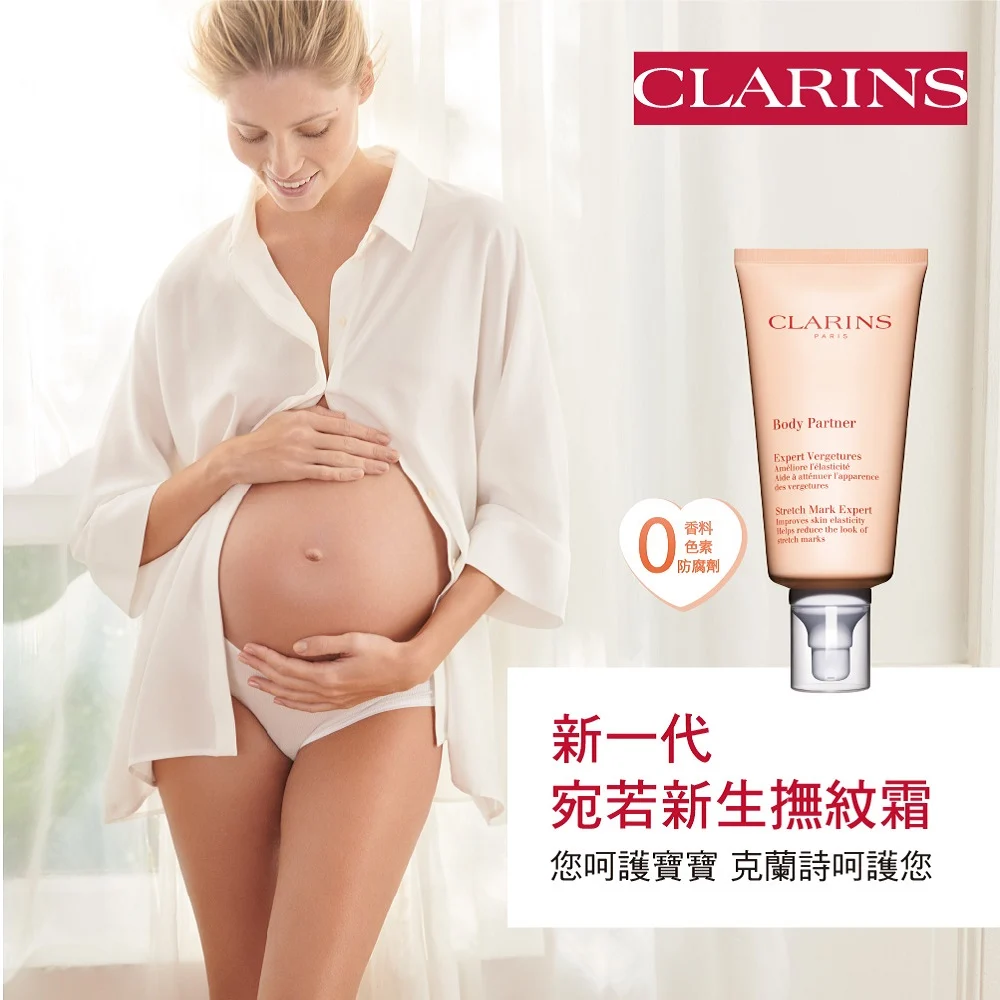 CLARINS
CLARINS
PARIS
Body Partner
Expert Vergetures
Améliore l'élasticité
Aide à atténuer l'apparence
des vergetures
Stretch Mark Expert
Improves skin elasticity
Helps reduce the look of
stretch marks
0
香料
色素
防腐劑
新一代
宛若新生撫紋霜
您呵護寶寶 克蘭詩呵護您